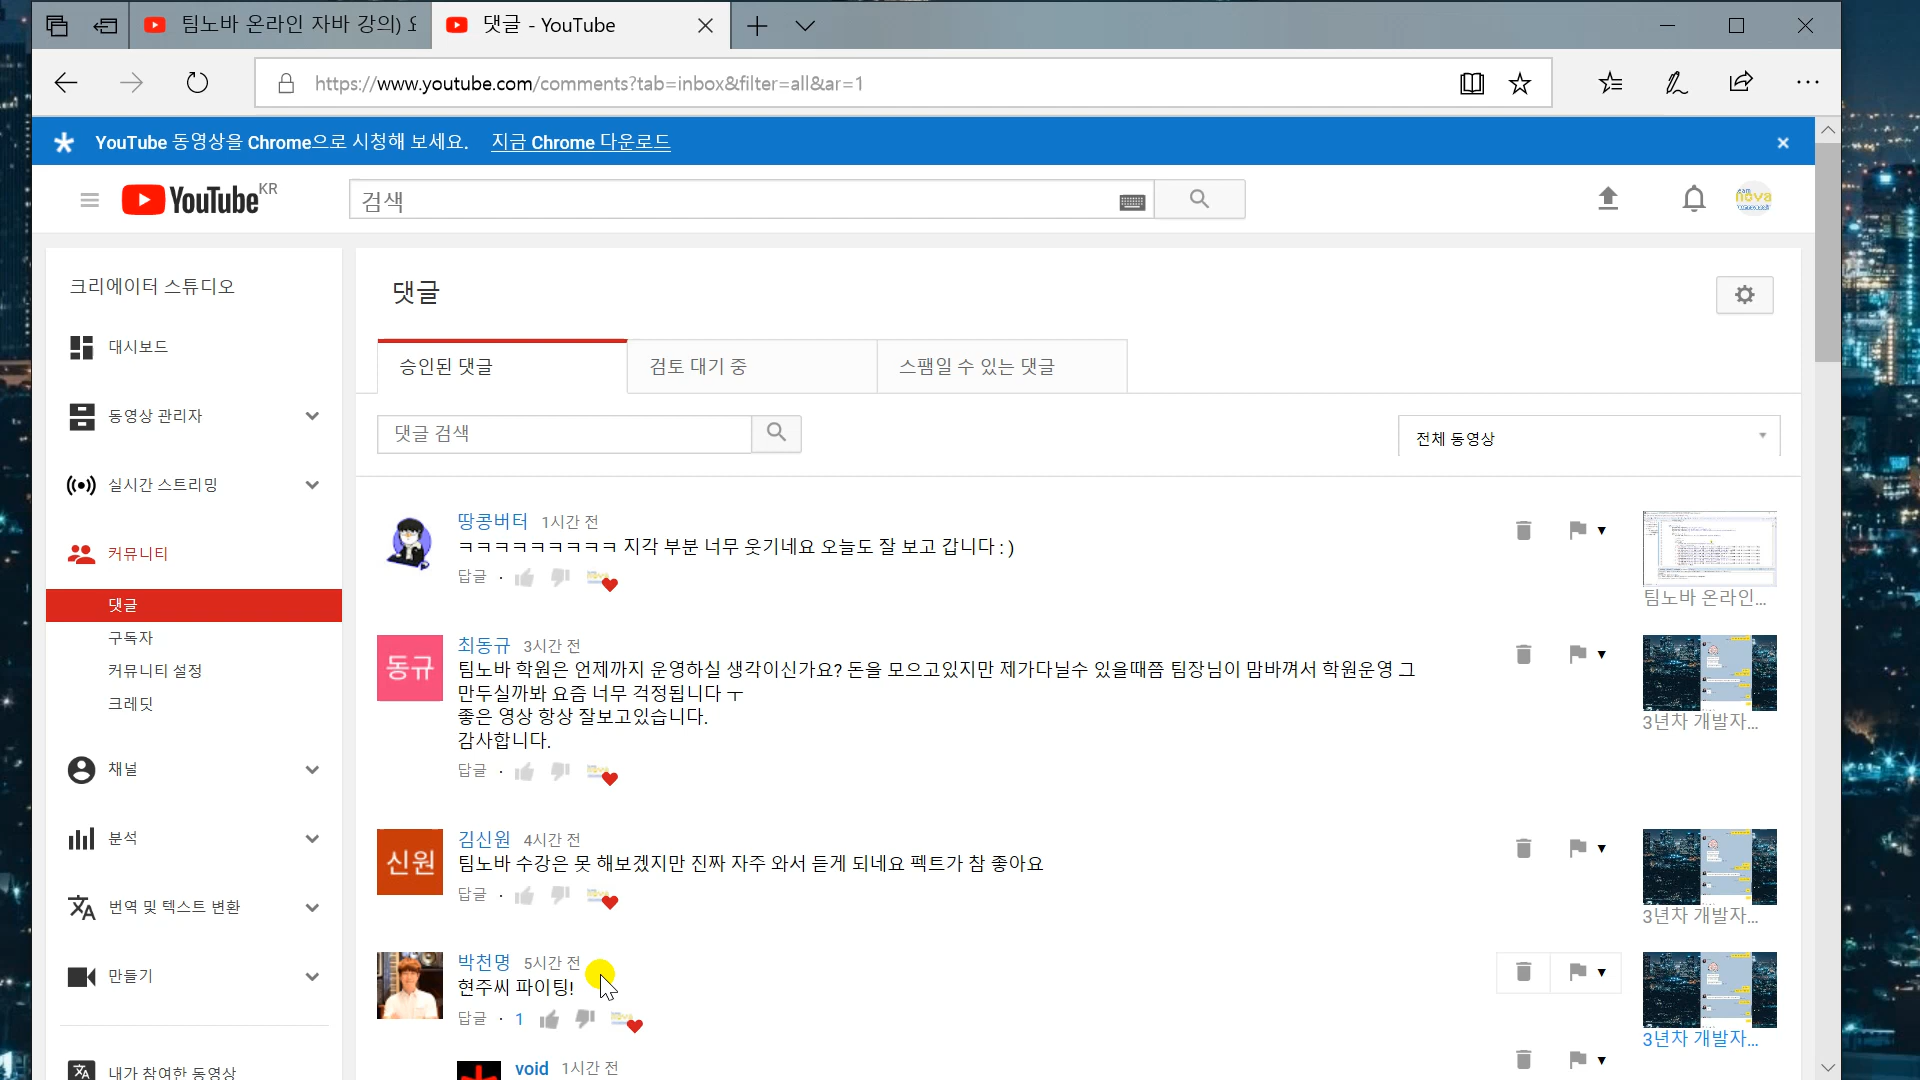 팀노바 온라인 자바 강의)
댓글 - YouTube
https://www.youtube.com/comments?tab=inbox&filter=all&ar=1
YouTube 동영상을 Chrome으로 시청해 보세요. 지금 Chrome 다운로드
YouTube KR
검색
nova
크리에이터 스튜디오
대시보드
동영상 관리자
실시간 스트리밍
커뮤니티
댓글
구독자
커뮤니티 설정
크레딧
채널
분석
번역 및 텍스트 변환
만들기
내가 참여한 동영상
댓글
승인된 댓글
검토 대기 중
스팸일 수 있는 댓글
댓글 검색
전체 동영상
땅콩버터 1시간 전
ㅋㅋㅋㅋㅋㅋㅋㅋㅋ 지각 부분 너무 웃기네요 오늘도 잘 보고 갑니다 : )
답글 ·
팀노바 온라인...
동규
최동규 3시간 전
팀노바 학원은 언제까지 운영하실 생각이신가요? 돈을 모으고있지만 제가다닐수 있을때쯤 팀장님이 맘바껴서 학원운영 그
만두실까봐 요즘 너무 걱정됩니다 ㅜ
좋은 영상 항상 잘보고있습니다.
감사합니다.
답글 ·
3년차 개발자...
신원
김신원 4시간 전
팀노바 수강은 못 해보겠지만 진짜 자주 와서 듣게 되네요 펙트가 참 좋아요
답글 ·
3년차 개발자...
박천명 5시간 전
현주씨 파이팅!
답글 · 1
3년차 개발자...
void 1시간 전